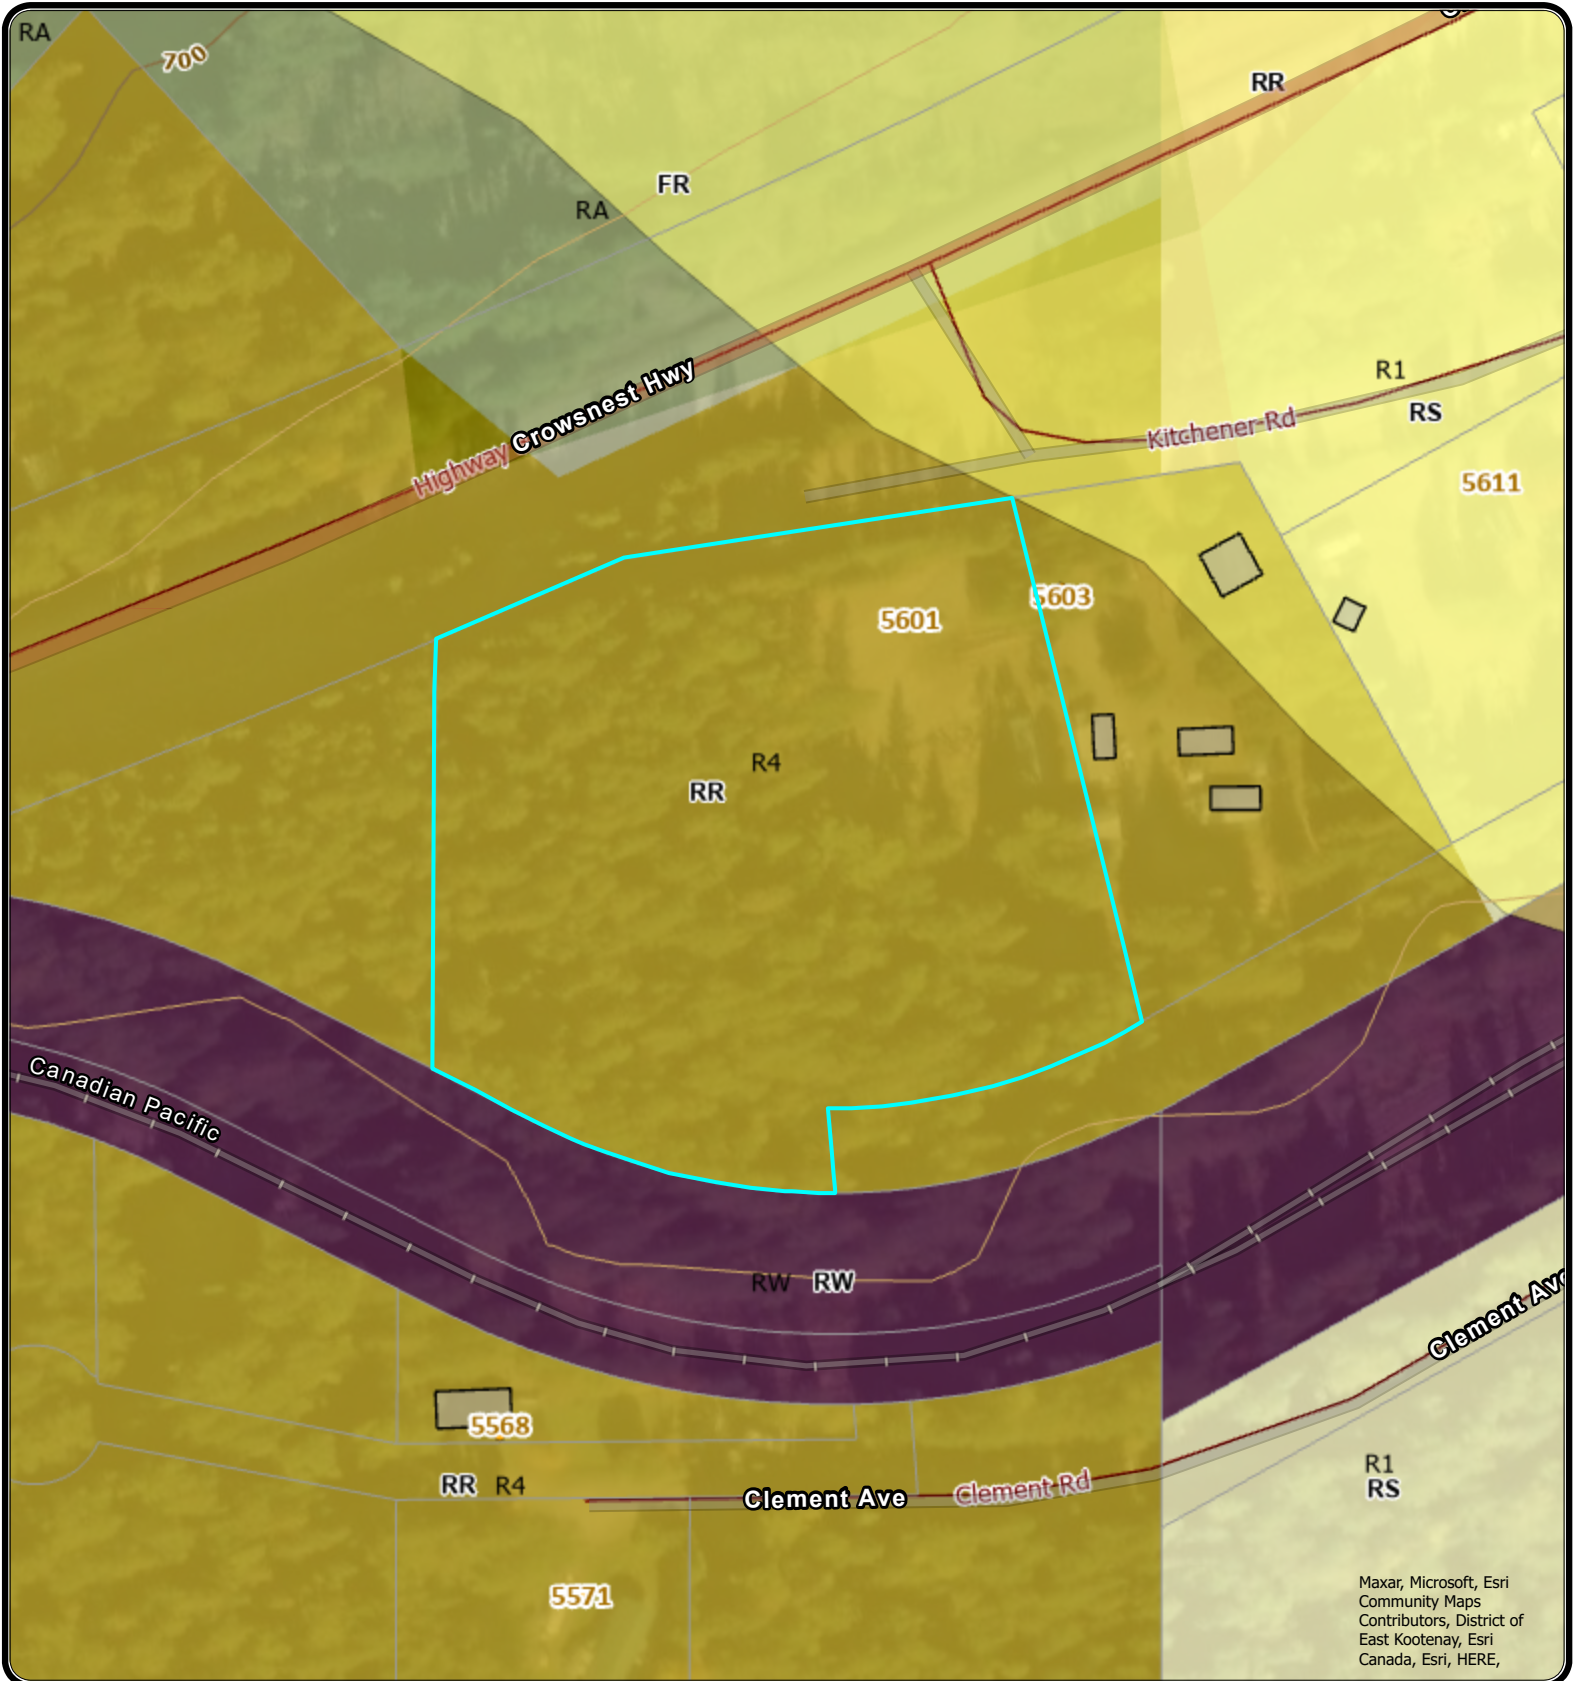 RA
700
RR
FR
RA
Crowsnest Hwy
Highway
R1
RS
Kitchener Rd
5611
5603
5601
R4
RR
Canadian Pacific
RW RW
Clement Ave
5568
RR R4
Clement Ave
Clement Rd
R1
RS
5571
Maxar, Microsoft, Esri
Community Maps
Contributors, District of
East Kootenay, Esri
Canada, Esri, HERE,